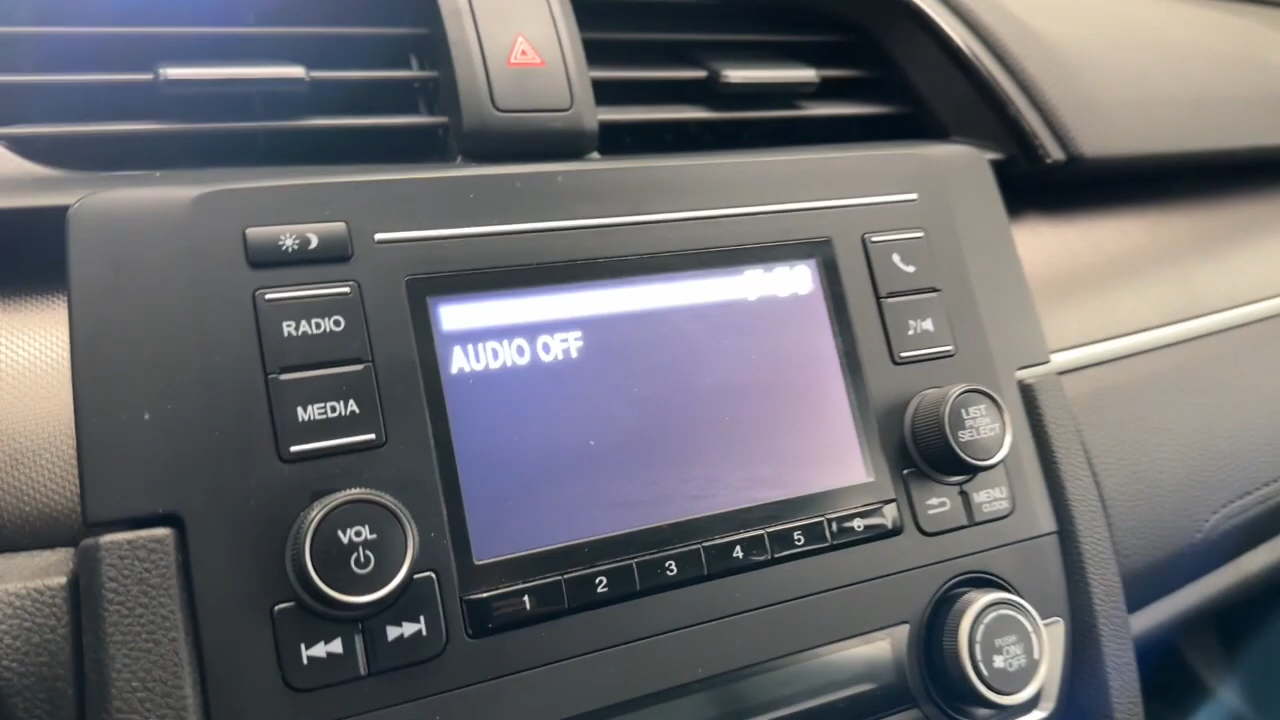 AUDIO OFF
RADIO
MEDIA
VOL
LIST
PUSH
SELECT
MENU
CLOCK
1 2 3 4 5 6
PUSH
ON/
OFF